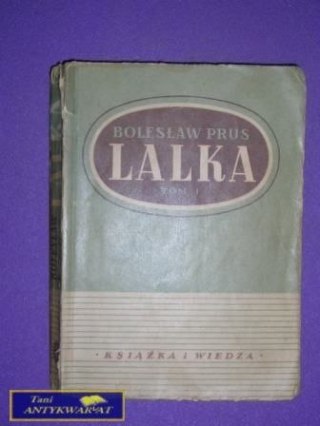 BOLESŁAW PRUS
LALKA
TOM I
· KSIĄŻKA i WIEDZA ·
Tani
ANTYKWARIAT